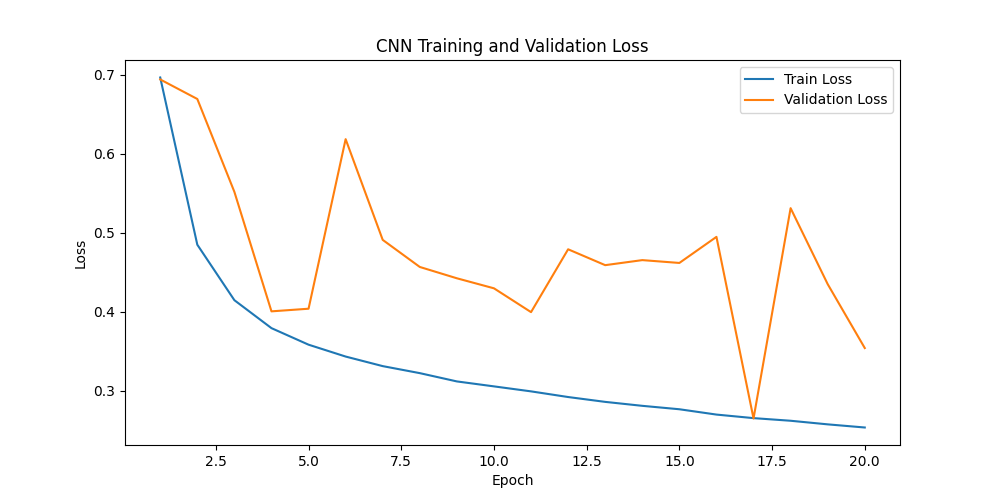 CNN Training and Validation Loss
Train Loss
Validation Loss
Loss
0.7
0.6
0.5
0.4
0.3
2.5 5.0 7.5 10.0 12.5 15.0 17.5 20.0
Epoch